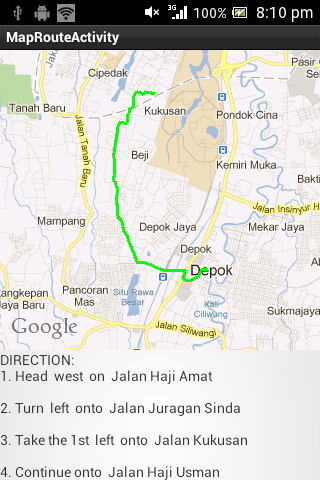 3G 100% 8:10 pm
MapRouteActivity
Pasir G
Cipedak
Tanah Baru
Kukusan
Pondok Cina
Jalan Tanah Baru
Beji
Kemiri Muka
Bakti
Jalan Insinyur H
Mampang
Depok Jaya
Mekar Jaya
Depok
Depok
Pancoran Mas
Situ Rawa Besar
Kali Ciliwung
angkepan Jaya Baru
Sukmajaya
Google
Jalan Siliwangi
DIRECTION:
1. Head west on Jalan Haji Amat
2. Turn left onto Jalan Juragan Sinda
3. Take the 1st left onto Jalan Kukusan
4. Continue onto Jalan Haji Usman